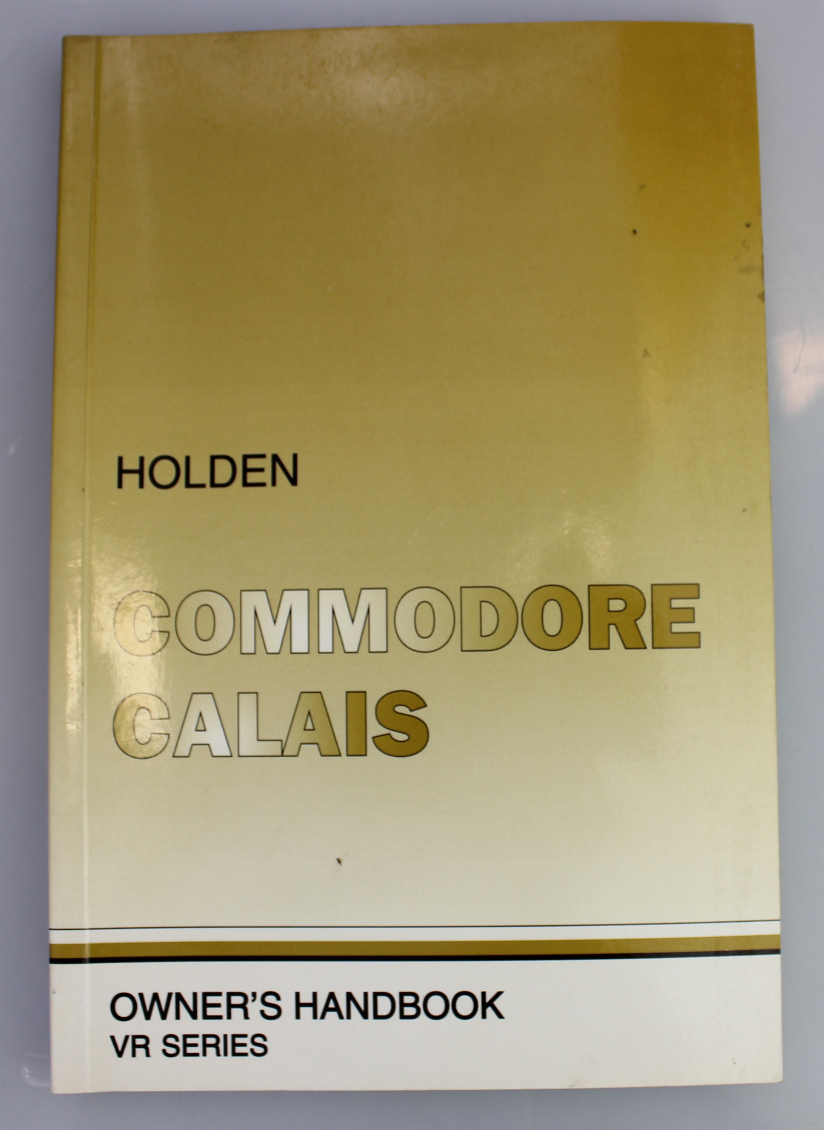 HOLDEN
COMMODORE
CALAIS
OWNER'S HANDBOOK
VR SERIES